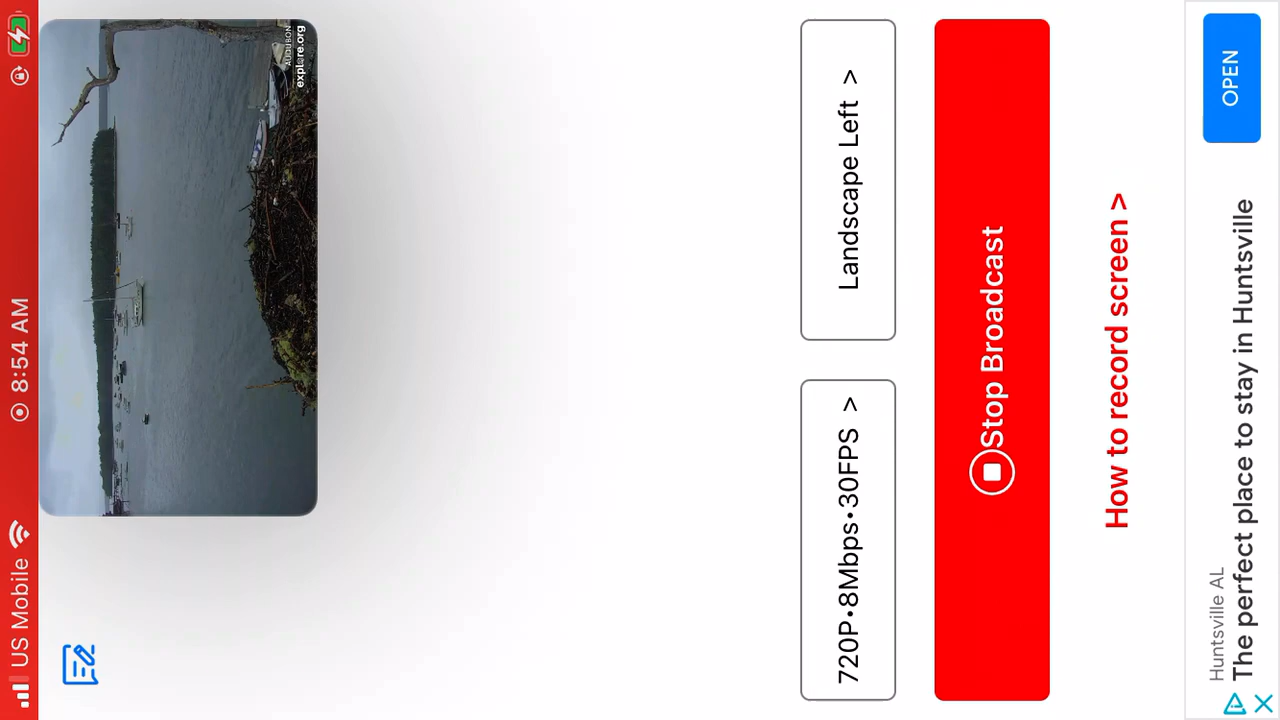 US Mobile
8:54 AM
AUDUBON
explore.org
720P•8Mbps•30FPS >
Landscape Left >
Stop Broadcast
How to record screen >
Huntsville AL
The perfect place to stay in Huntsville
OPEN